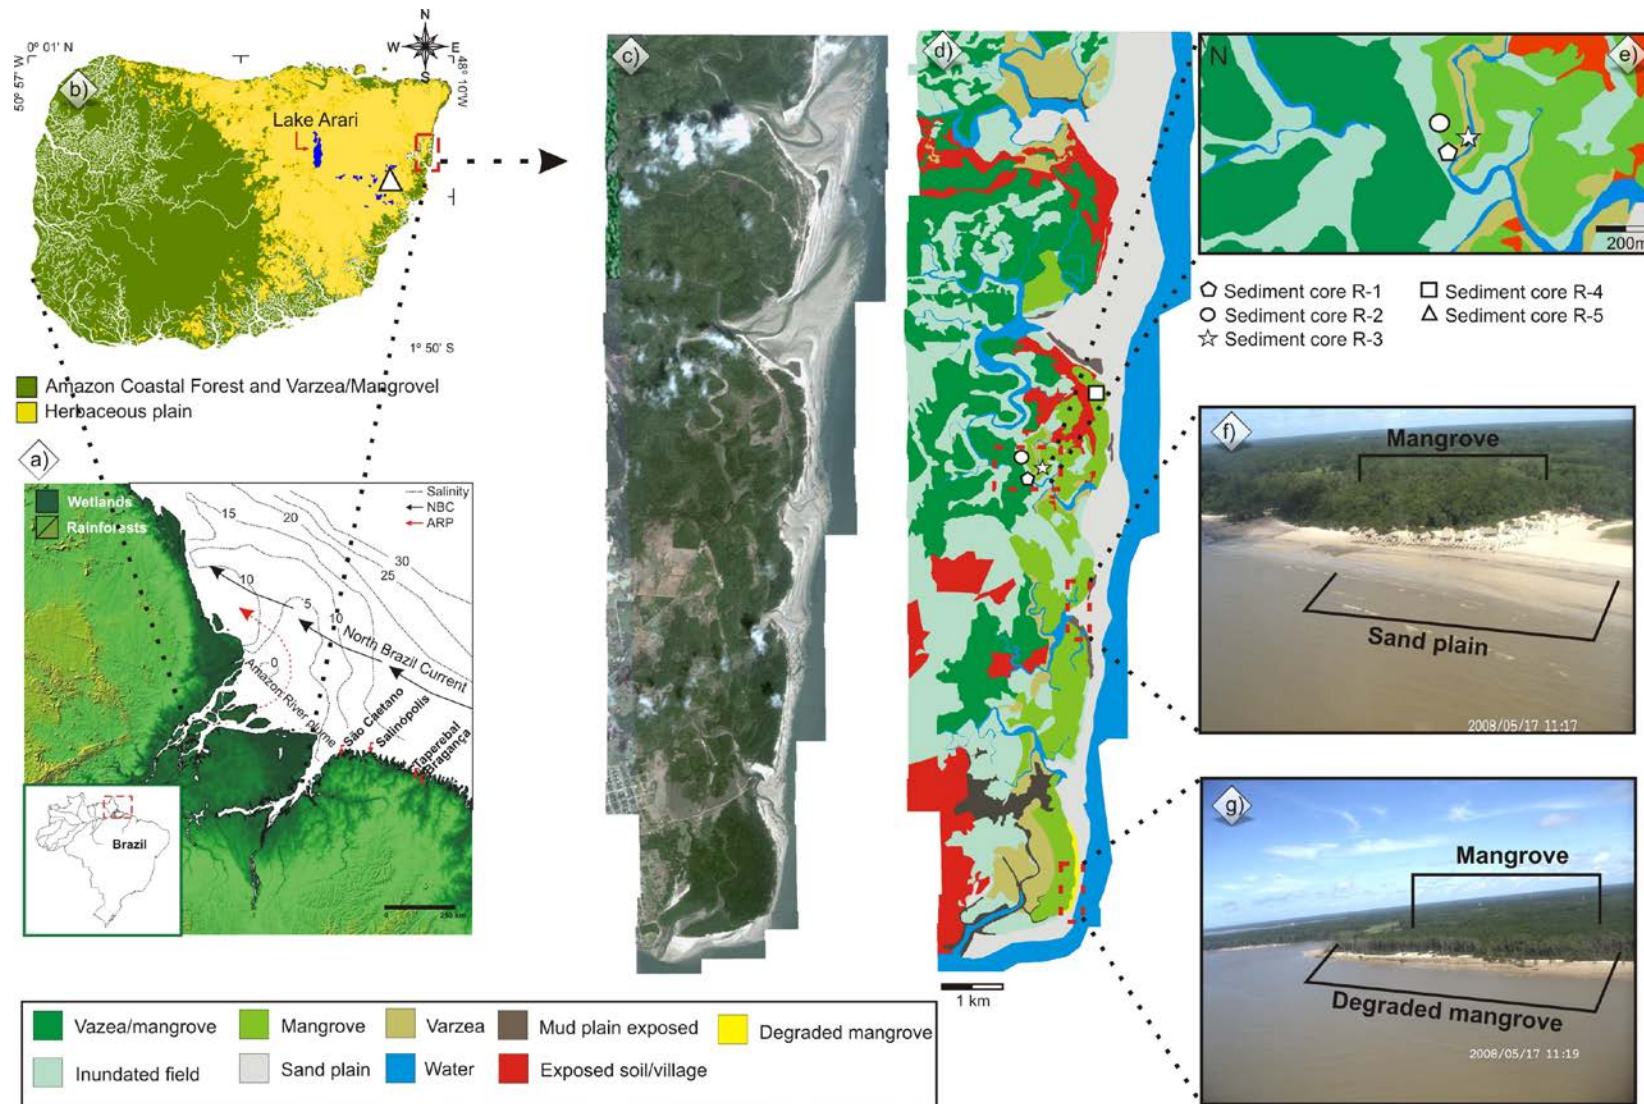 b)
0° 01' N
50° 57' W
N
W
E
S
48° 10'W
Lake Arari
1° 50' S
Amazon Coastal Forest and Varzea/Mangrovel
Herbaceous plain
a)
Wetlands
Rainforests
Salinity
NBC
ARP
15
20
30
25
10
5
10
0
North Brazil Current
Amazon River plume
São Caetano
Salinópolis
Taperebal
Bragança
Brazil
250 km
c)
d)
1 km
N
e)
200m
Sediment core R-1
Sediment core R-4
Sediment core R-2
Sediment core R-5
Sediment core R-3
f)
Mangrove
Sand plain
2008/05/17 11:17
g)
Mangrove
Degraded mangrove
2008/05/17 11:19
Vazea/mangrove
Mangrove
Varzea
Mud plain exposed
Degraded mangrove
Inundated field
Sand plain
Water
Exposed soil/village